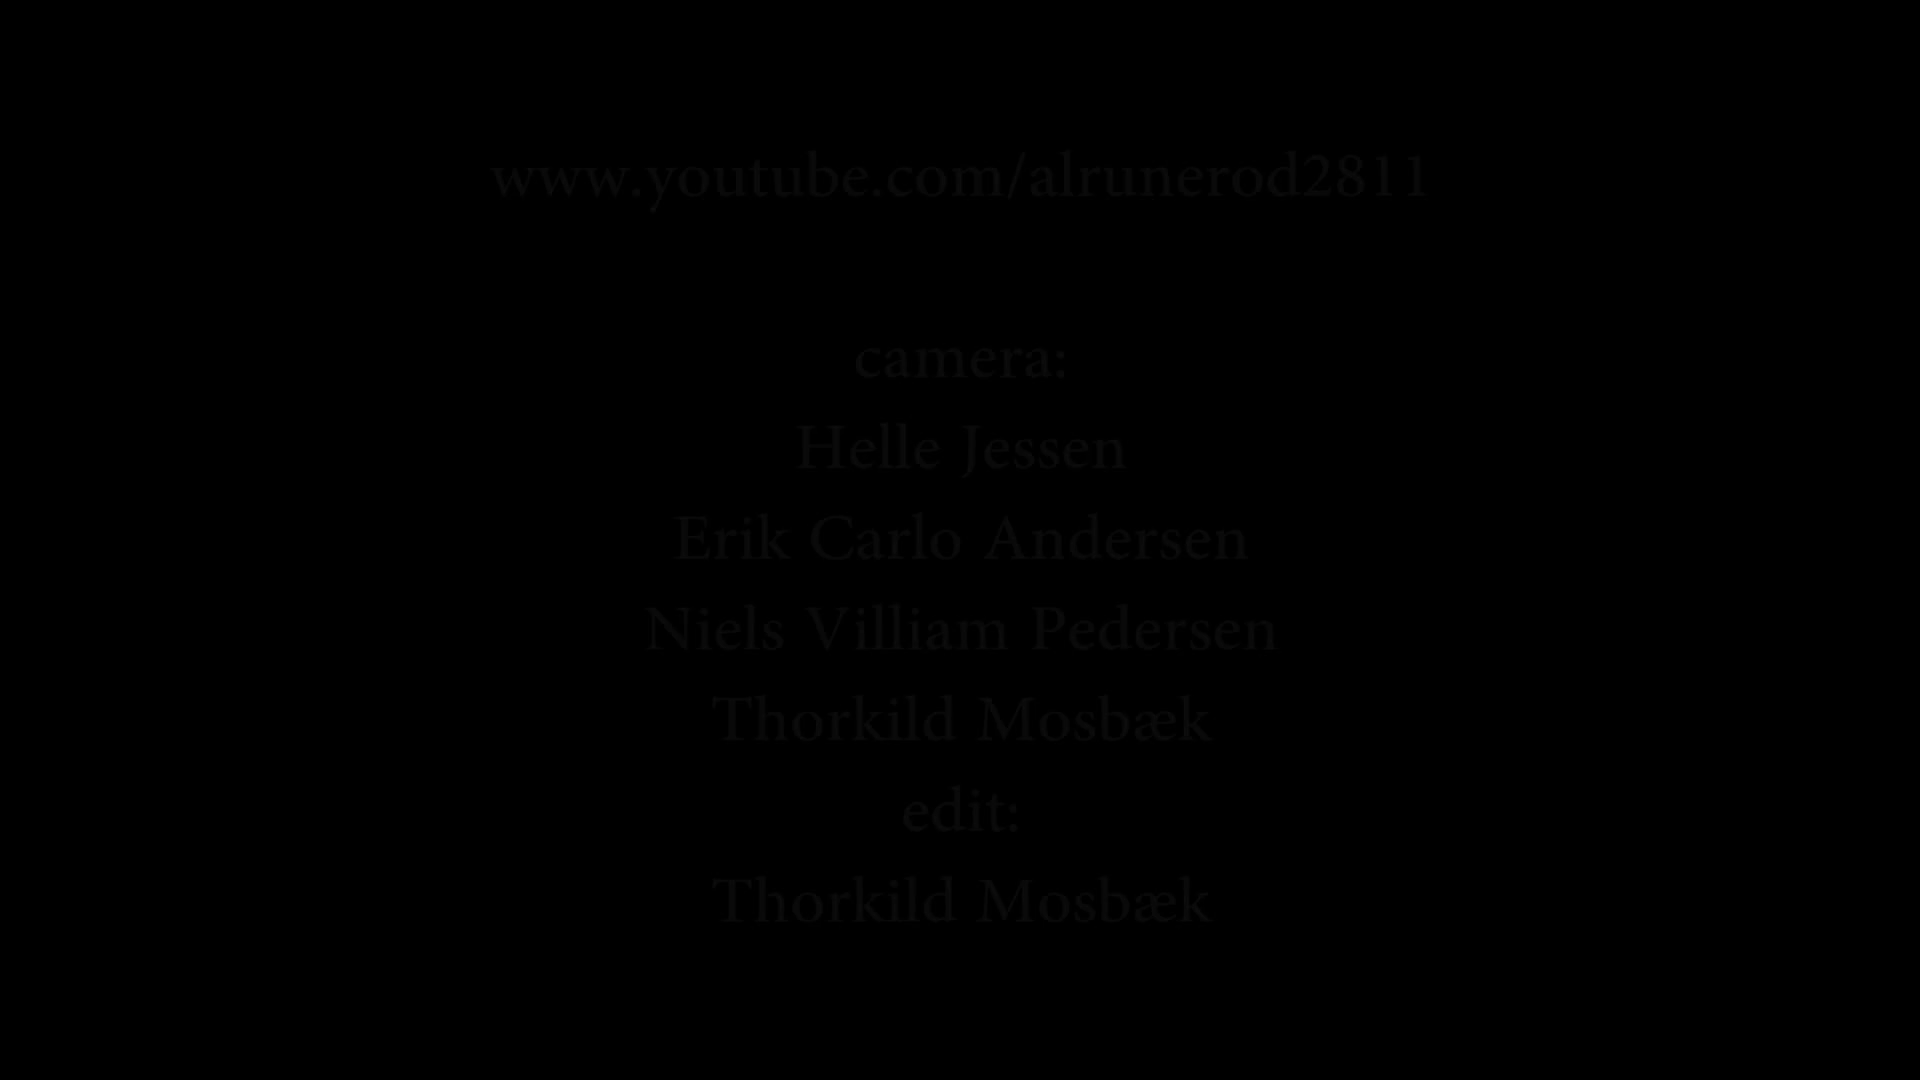 www.youtube.com/alrunerod2811
camera:
Helle Jessen
Erik Carlo Andersen
Niels Villiam Pedersen
Thorkild Mosbæk
edit:
Thorkild Mosbæk